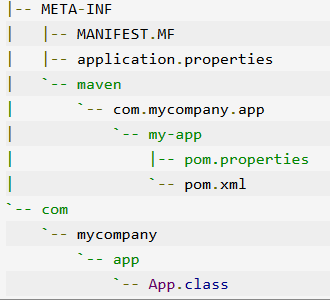 |-- META-INF
|   |-- MANIFEST.MF
|   |-- application.properties
|   `-- maven
|       `-- com.mycompany.app
|           `-- my-app
|               |-- pom.properties
|               `-- pom.xml
`-- com
    `-- mycompany
        `-- app
            `-- App.class